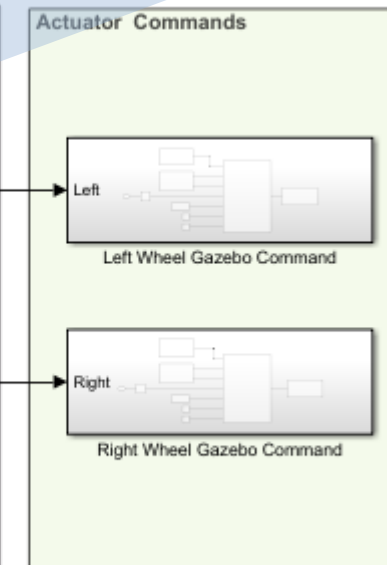 Actuator Commands
Left
Left Wheel Gazebo Command
Right
Right Wheel Gazebo Command